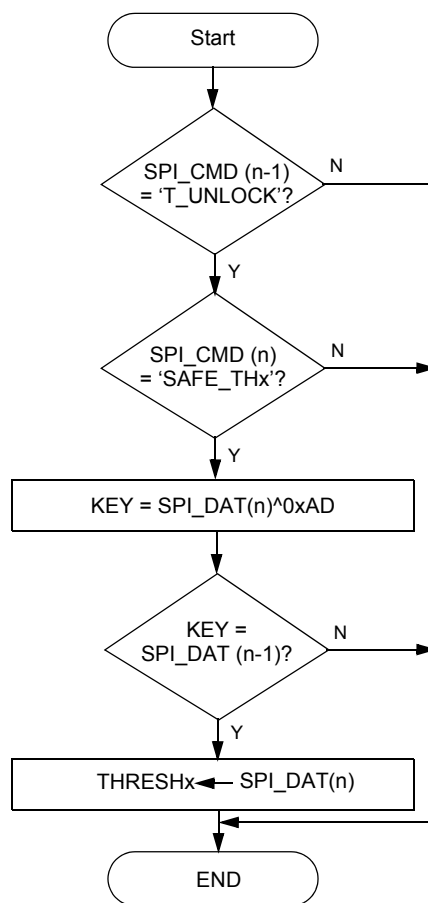 Start
SPI_CMD (n-1)
= ‘T_UNLOCK’?
N
Y
SPI_CMD (n)
= ‘SAFE_THx’?
N
Y
KEY = SPI_DAT(n)^0xAD
KEY =
SPI_DAT (n-1)?
N
Y
THRESHx SPI_DAT(n)
END